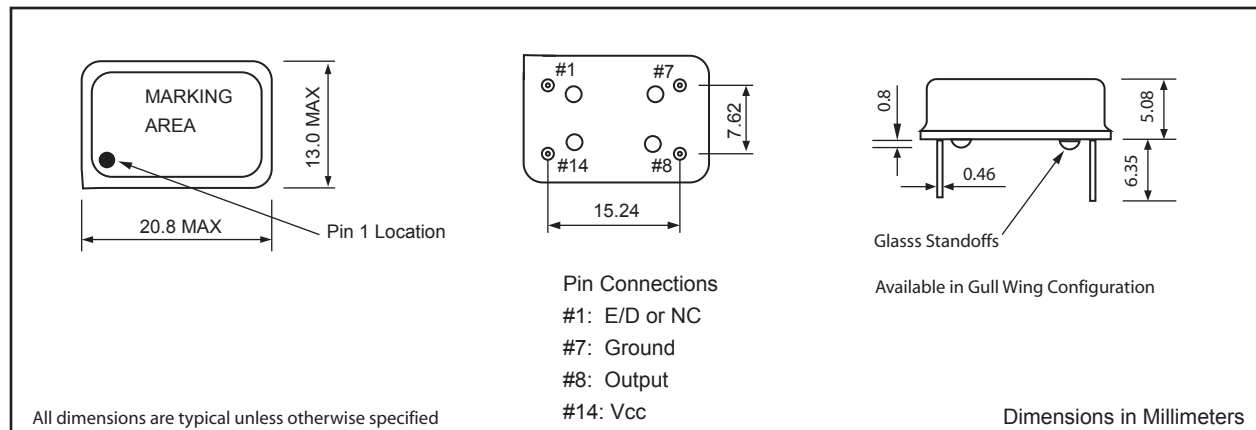 MARKING
AREA
13.0 MAX
20.8 MAX
Pin 1 Location
#1
#7
#14
#8
7.62
15.24
Pin Connections
#1: E/D or NC
#7: Ground
#8: Output
#14: Vcc
0.8
5.08
6.35
0.46
Glasss Standoffs
Available in Gull Wing Configuration
All dimensions are typical unless otherwise specified
Dimensions in Millimeters